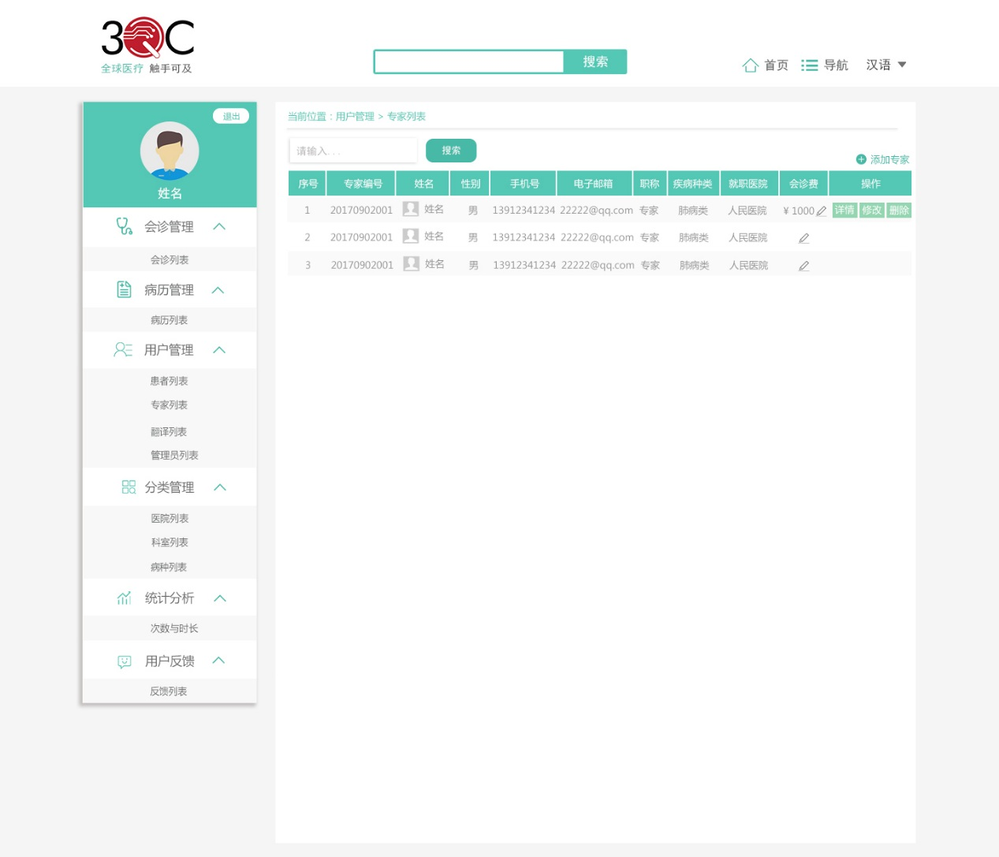 3QC
全球医疗 触手可及
搜索
首页 导航 汉语
退出
姓名
会诊管理
会诊列表
病历管理
病历列表
用户管理
患者列表
专家列表
翻译列表
管理员列表
分类管理
医院列表
科室列表
病种列表
统计分析
次数与时长
用户反馈
反馈列表
当前位置：用户管理 > 专家列表
请输入...
搜索
添加专家
序号 专家编号 姓名 性别 手机号 电子邮箱 职称 疾病种类 就职医院 会诊费 操作
1 20170902001 姓名 男 13912341234 22222@qq.com 专家 肺病类 人民医院 ¥ 1000 详情 修改 删除
2 20170902001 姓名 男 13912341234 22222@qq.com 专家 肺病类 人民医院
3 20170902001 姓名 男 13912341234 22222@qq.com 专家 肺病类 人民医院